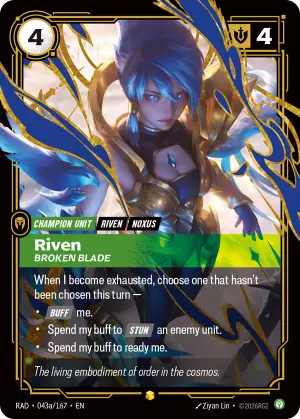 4
4
CHAMPION UNIT RIVEN NOXUS
Riven
BROKEN BLADE
When I become exhausted, choose one that hasn't
been chosen this turn —
• BUFF me.
• Spend my buff to STUN an enemy unit.
• Spend my buff to ready me.
The living embodiment of order in the cosmos.
RAD • 043a/167 • EN
Ziyan Lin • ©2026RGI